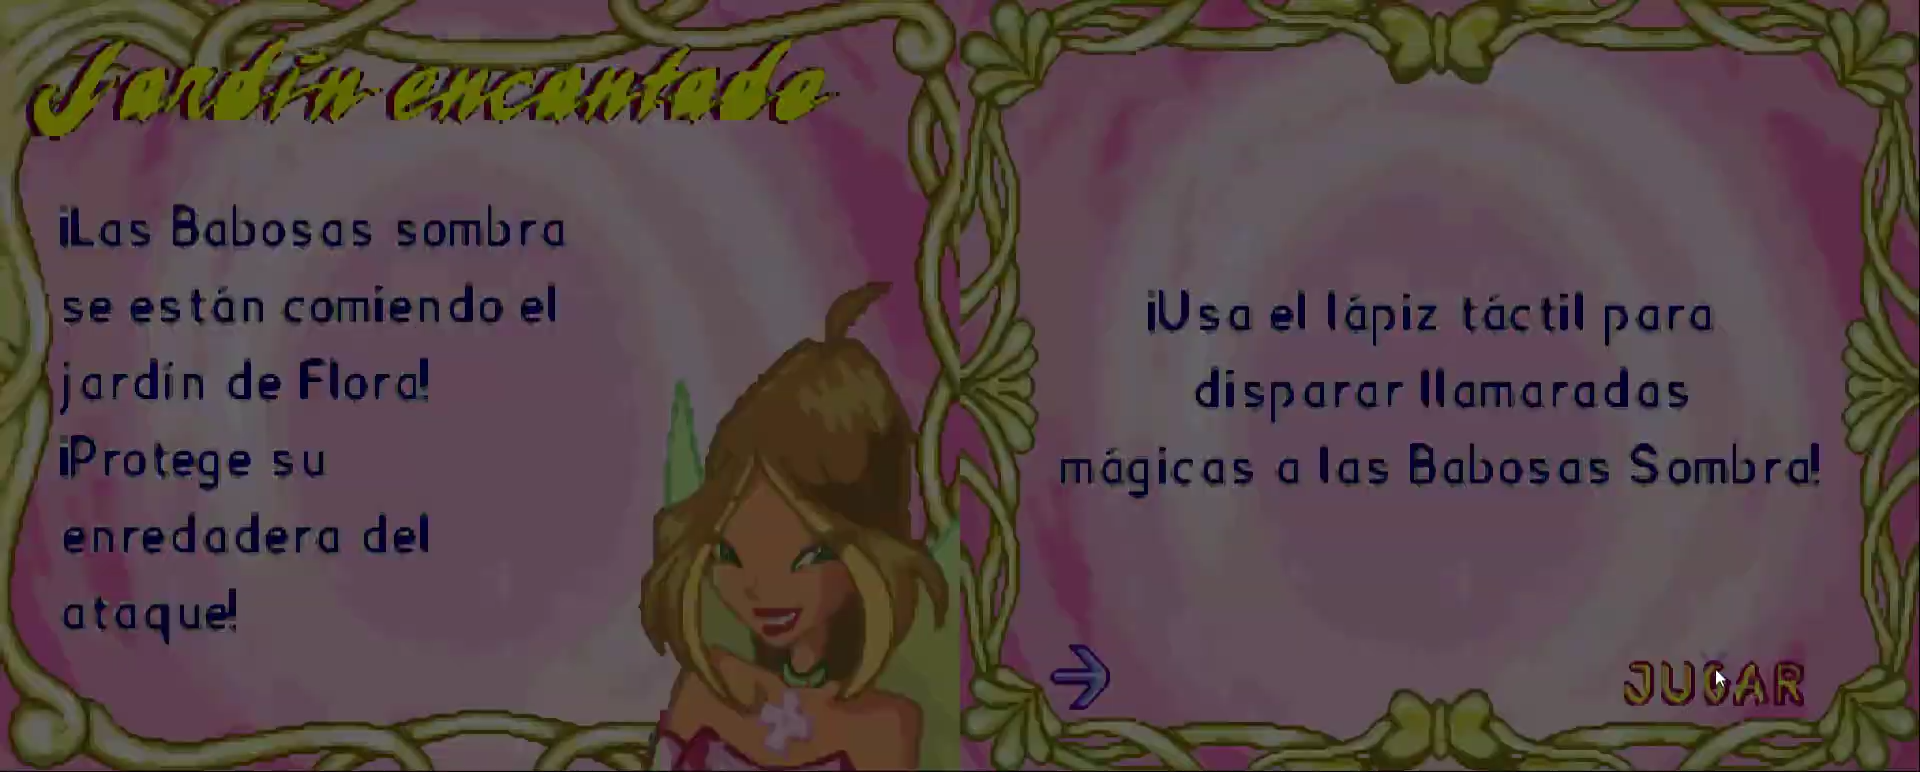 Jardín encantado
¡Las Babosas sombra
se están comiendo el
jardín de Flora!
¡Protege su
enredadera del
ataque!
¡Usa el lápiz táctil para
disparar llamaradas
mágicas a las Babosas Sombra!
JUGAR